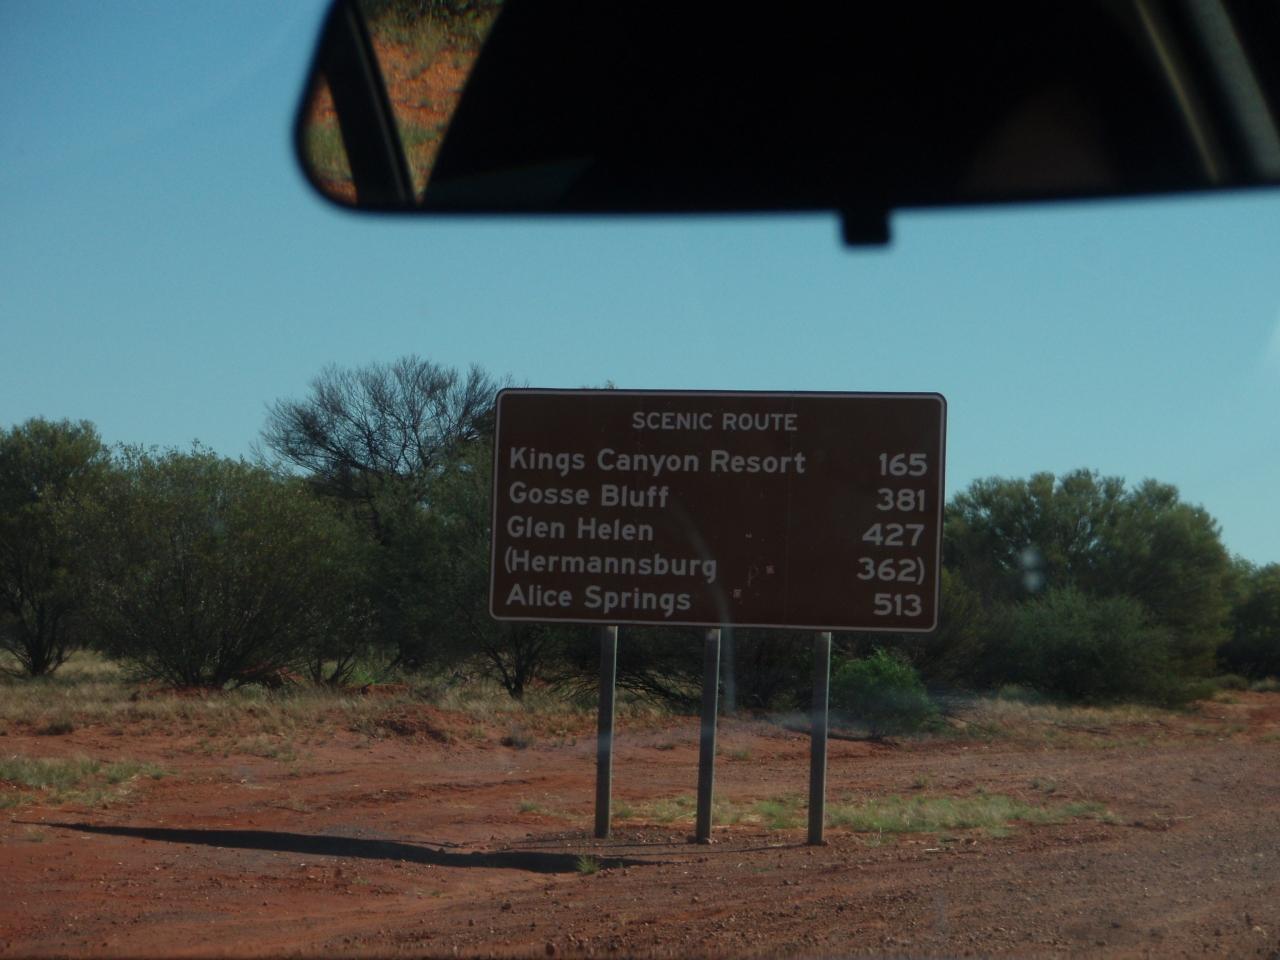 SCENIC ROUTE
Kings Canyon Resort 165
Gosse Bluff 381
Glen Helen 427
(Hermannsburg 362)
Alice Springs 513